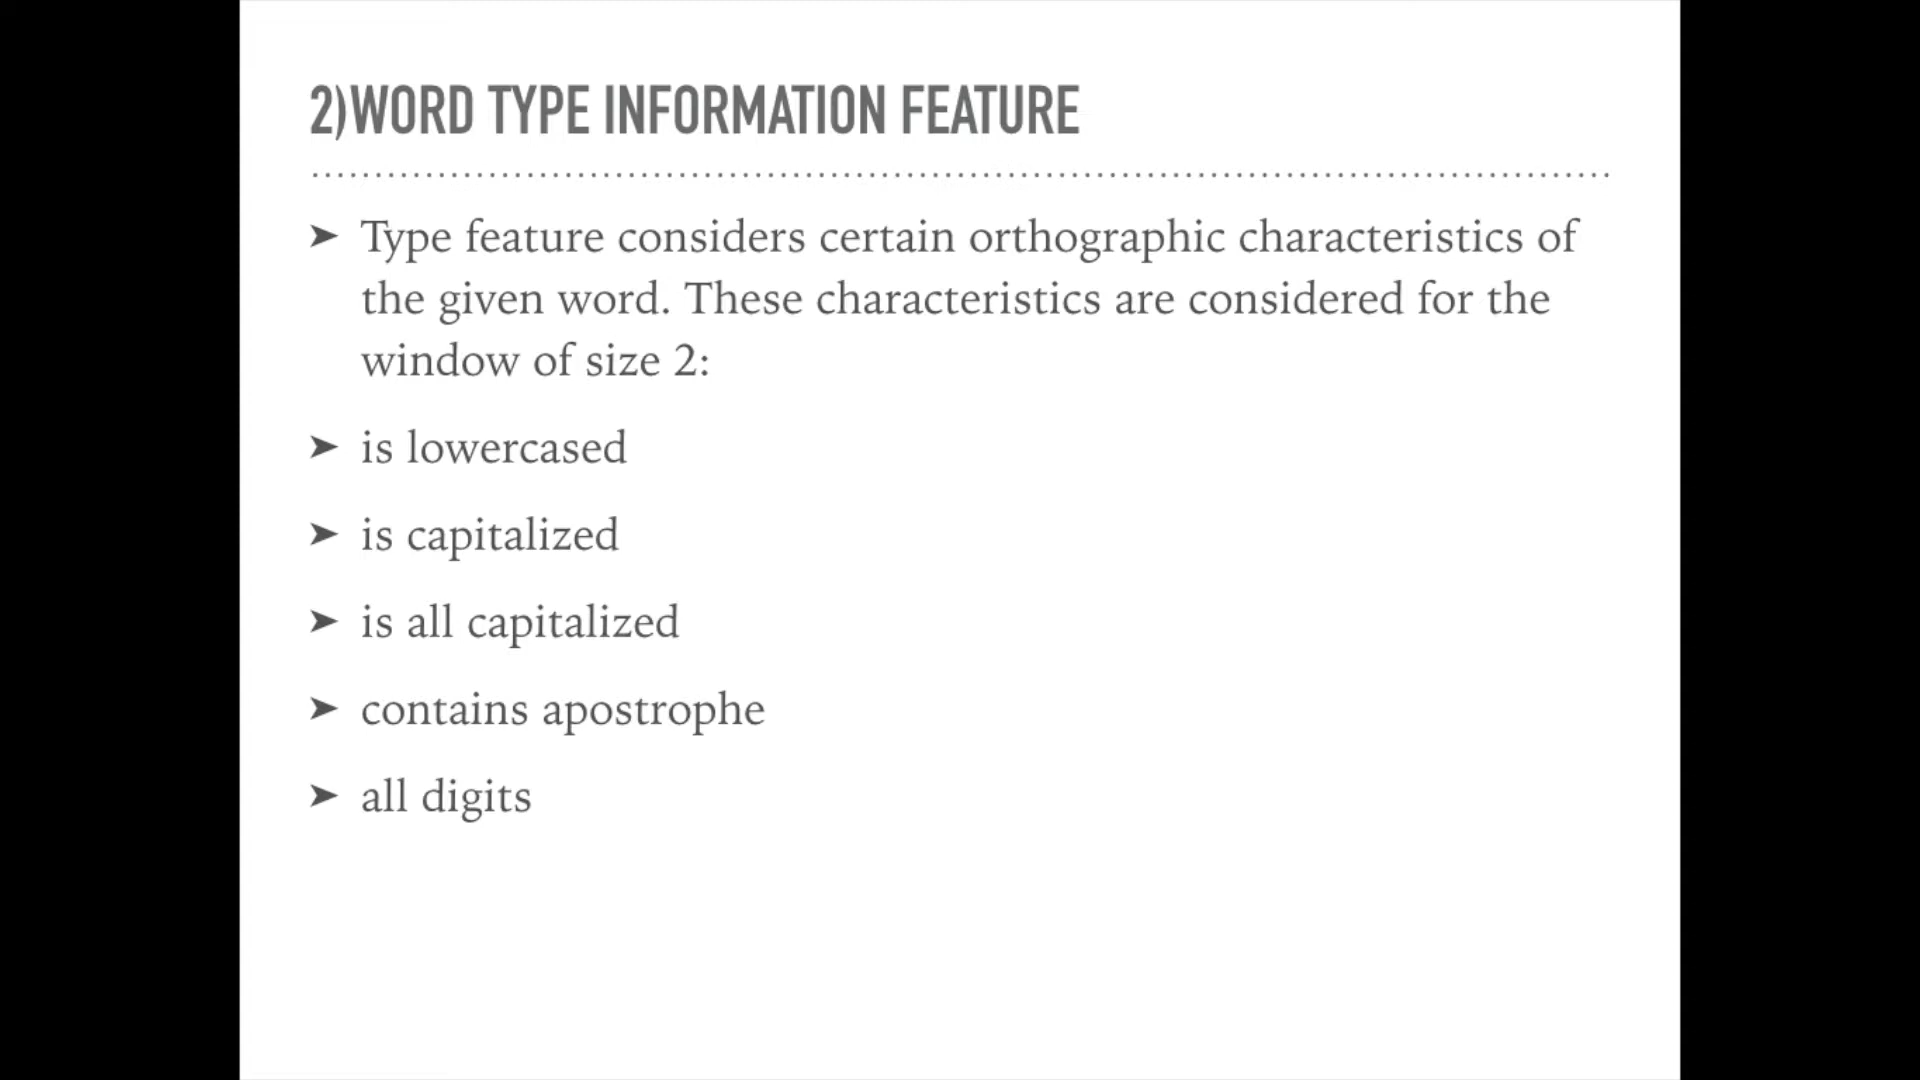 2)WORD TYPE INFORMATION FEATURE
➤ Type feature considers certain orthographic characteristics of
the given word. These characteristics are considered for the
window of size 2:
➤ is lowercased
➤ is capitalized
➤ is all capitalized
➤ contains apostrophe
➤ all digits